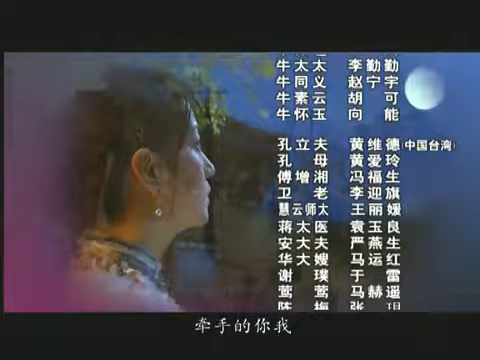 牛太太 李勤勤
牛同义 赵宁宇
牛素云 胡可
牛怀玉 向能
孔立夫 黄维德(中国台湾)
孔母 黄爱玲
傅增湘 冯福生
卫老 李迎旗
慧云师太 王丽媛
蒋太医 袁玉良
安大夫 严燕生
华大嫂 马运红
谢璞 于雷
莺莺 马赫遥
陈梅 张
牵手的你我